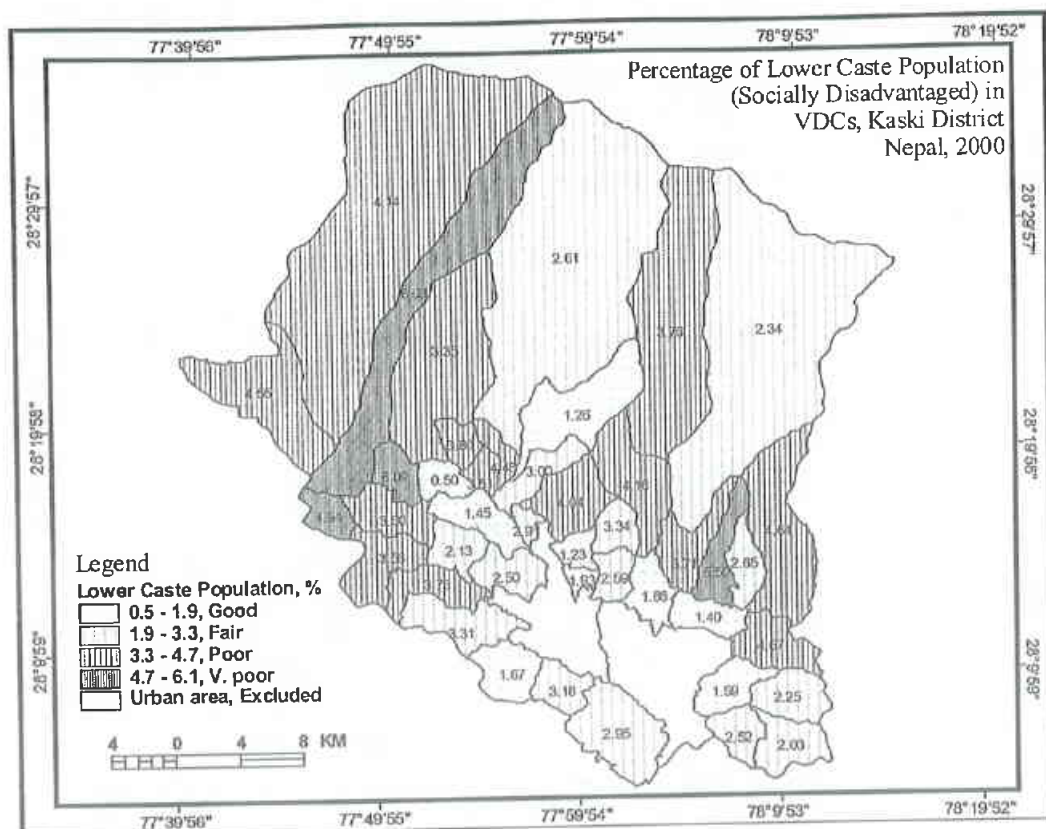 77°39'56" 77°49'55" 77°59'54" 78°9'53" 78°19'52"
Percentage of Lower Caste Population
(Socially Disadvantaged) in
VDCs, Kaski District
Nepal, 2000
28°29'57" 28°29'57"
2.61
3.76
2.34
3.35
4.55
1.26
28°19'58" 28°19'58"
0.50
3.00
1.45
3.34
2.13
1.23
2.65
2.50
2.59
1.40
3.31
1.67
3.18
1.59
2.25
2.95
2.52
2.03
28°9'59" 28°9'59"
Legend
Lower Caste Population, %
0.5 - 1.9, Good
1.9 - 3.3, Fair
3.3 - 4.7, Poor
4.7 - 6.1, V. poor
Urban area, Excluded
4 0 4 8 KM
77°39'56" 77°49'55" 77°59'54" 78°9'53" 78°19'52"